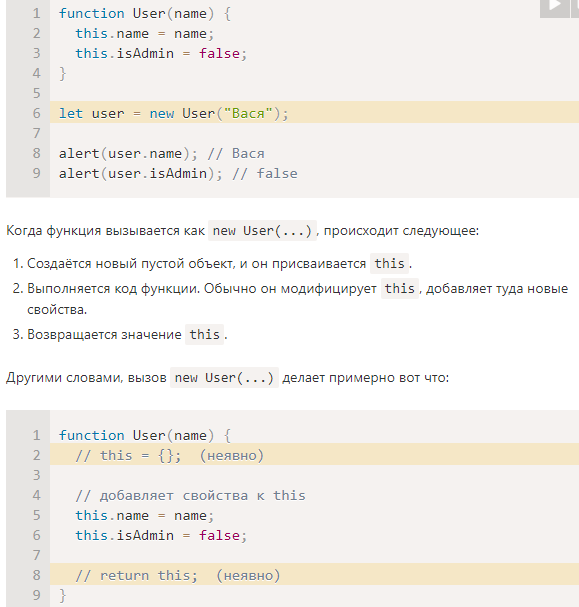 1 function User(name) {
2   this.name = name;
3   this.isAdmin = false;
4 }
5
6 let user = new User("Вася");
7
8 alert(user.name); // Вася
9 alert(user.isAdmin); // false
Когда функция вызывается как new User(...), происходит следующее:
1. Создаётся новый пустой объект, и он присваивается this.
2. Выполняется код функции. Обычно он модифицирует this, добавляет туда новые
свойства.
3. Возвращается значение this.
Другими словами, вызов new User(...) делает примерно вот что:
1 function User(name) {
2   // this = {};  (неявно)
3
4   // добавляет свойства к this
5   this.name = name;
6   this.isAdmin = false;
7
8   // return this;  (неявно)
9 }